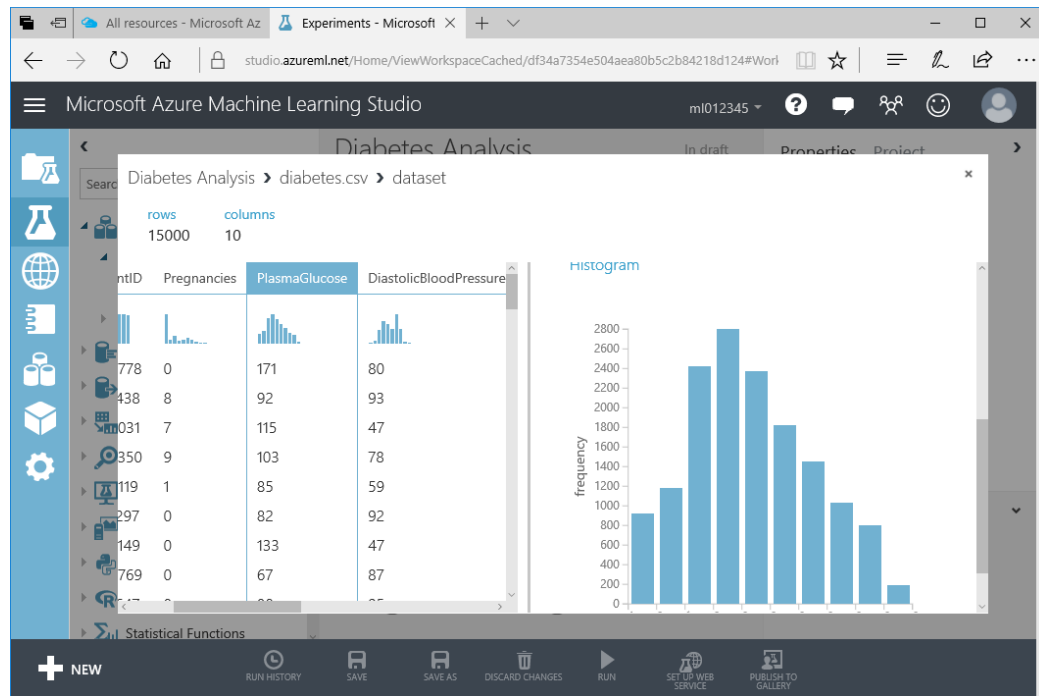 All resources - Microsoft Az
Experiments - Microsoft
studio.azureml.net/Home/ViewWorkspaceCached/df34a7354e504aea80b5c2b84218d124#Work
Microsoft Azure Machine Learning Studio
ml012345
Diabetes Analysis
In draft
Properties Project
Searc
Diabetes Analysis > diabetes.csv > dataset
rows columns
15000 10
ntID Pregnancies PlasmaGlucose DiastolicBloodPressure
778 0 171 80
438 8 92 93
031 7 115 47
350 9 103 78
119 1 85 59
297 0 82 92
149 0 133 47
769 0 67 87
Histogram
frequency
2800
2600
2400
2200
2000
1800
1600
1400
1200
1000
800
600
400
200
0
Statistical Functions
NEW
RUN HISTORY
SAVE
SAVE AS
DISCARD CHANGES
RUN
SET UP WEB SERVICE
PUBLISH TO GALLERY